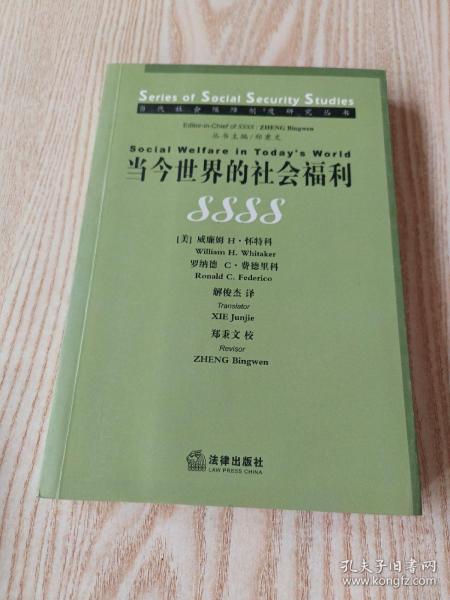 Series of Social Security Studies
当代社会保障制度研究丛书
Editor-in-Chief of SSSS: ZHENG Bingwen
丛书主编/郑秉文
Social Welfare in Today's World
当今世界的社会福利
SSSS
[美] 威廉姆 H·怀特科
William H. Whitaker
罗纳德 C·费德里科
Ronald C. Federico
解俊杰 译
Translator
XIE Junjie
郑秉文 校
Revisor
ZHENG Bingwen
法律出版社
LAW PRESS CHINA
孔夫子旧书网
www.kongfz.com